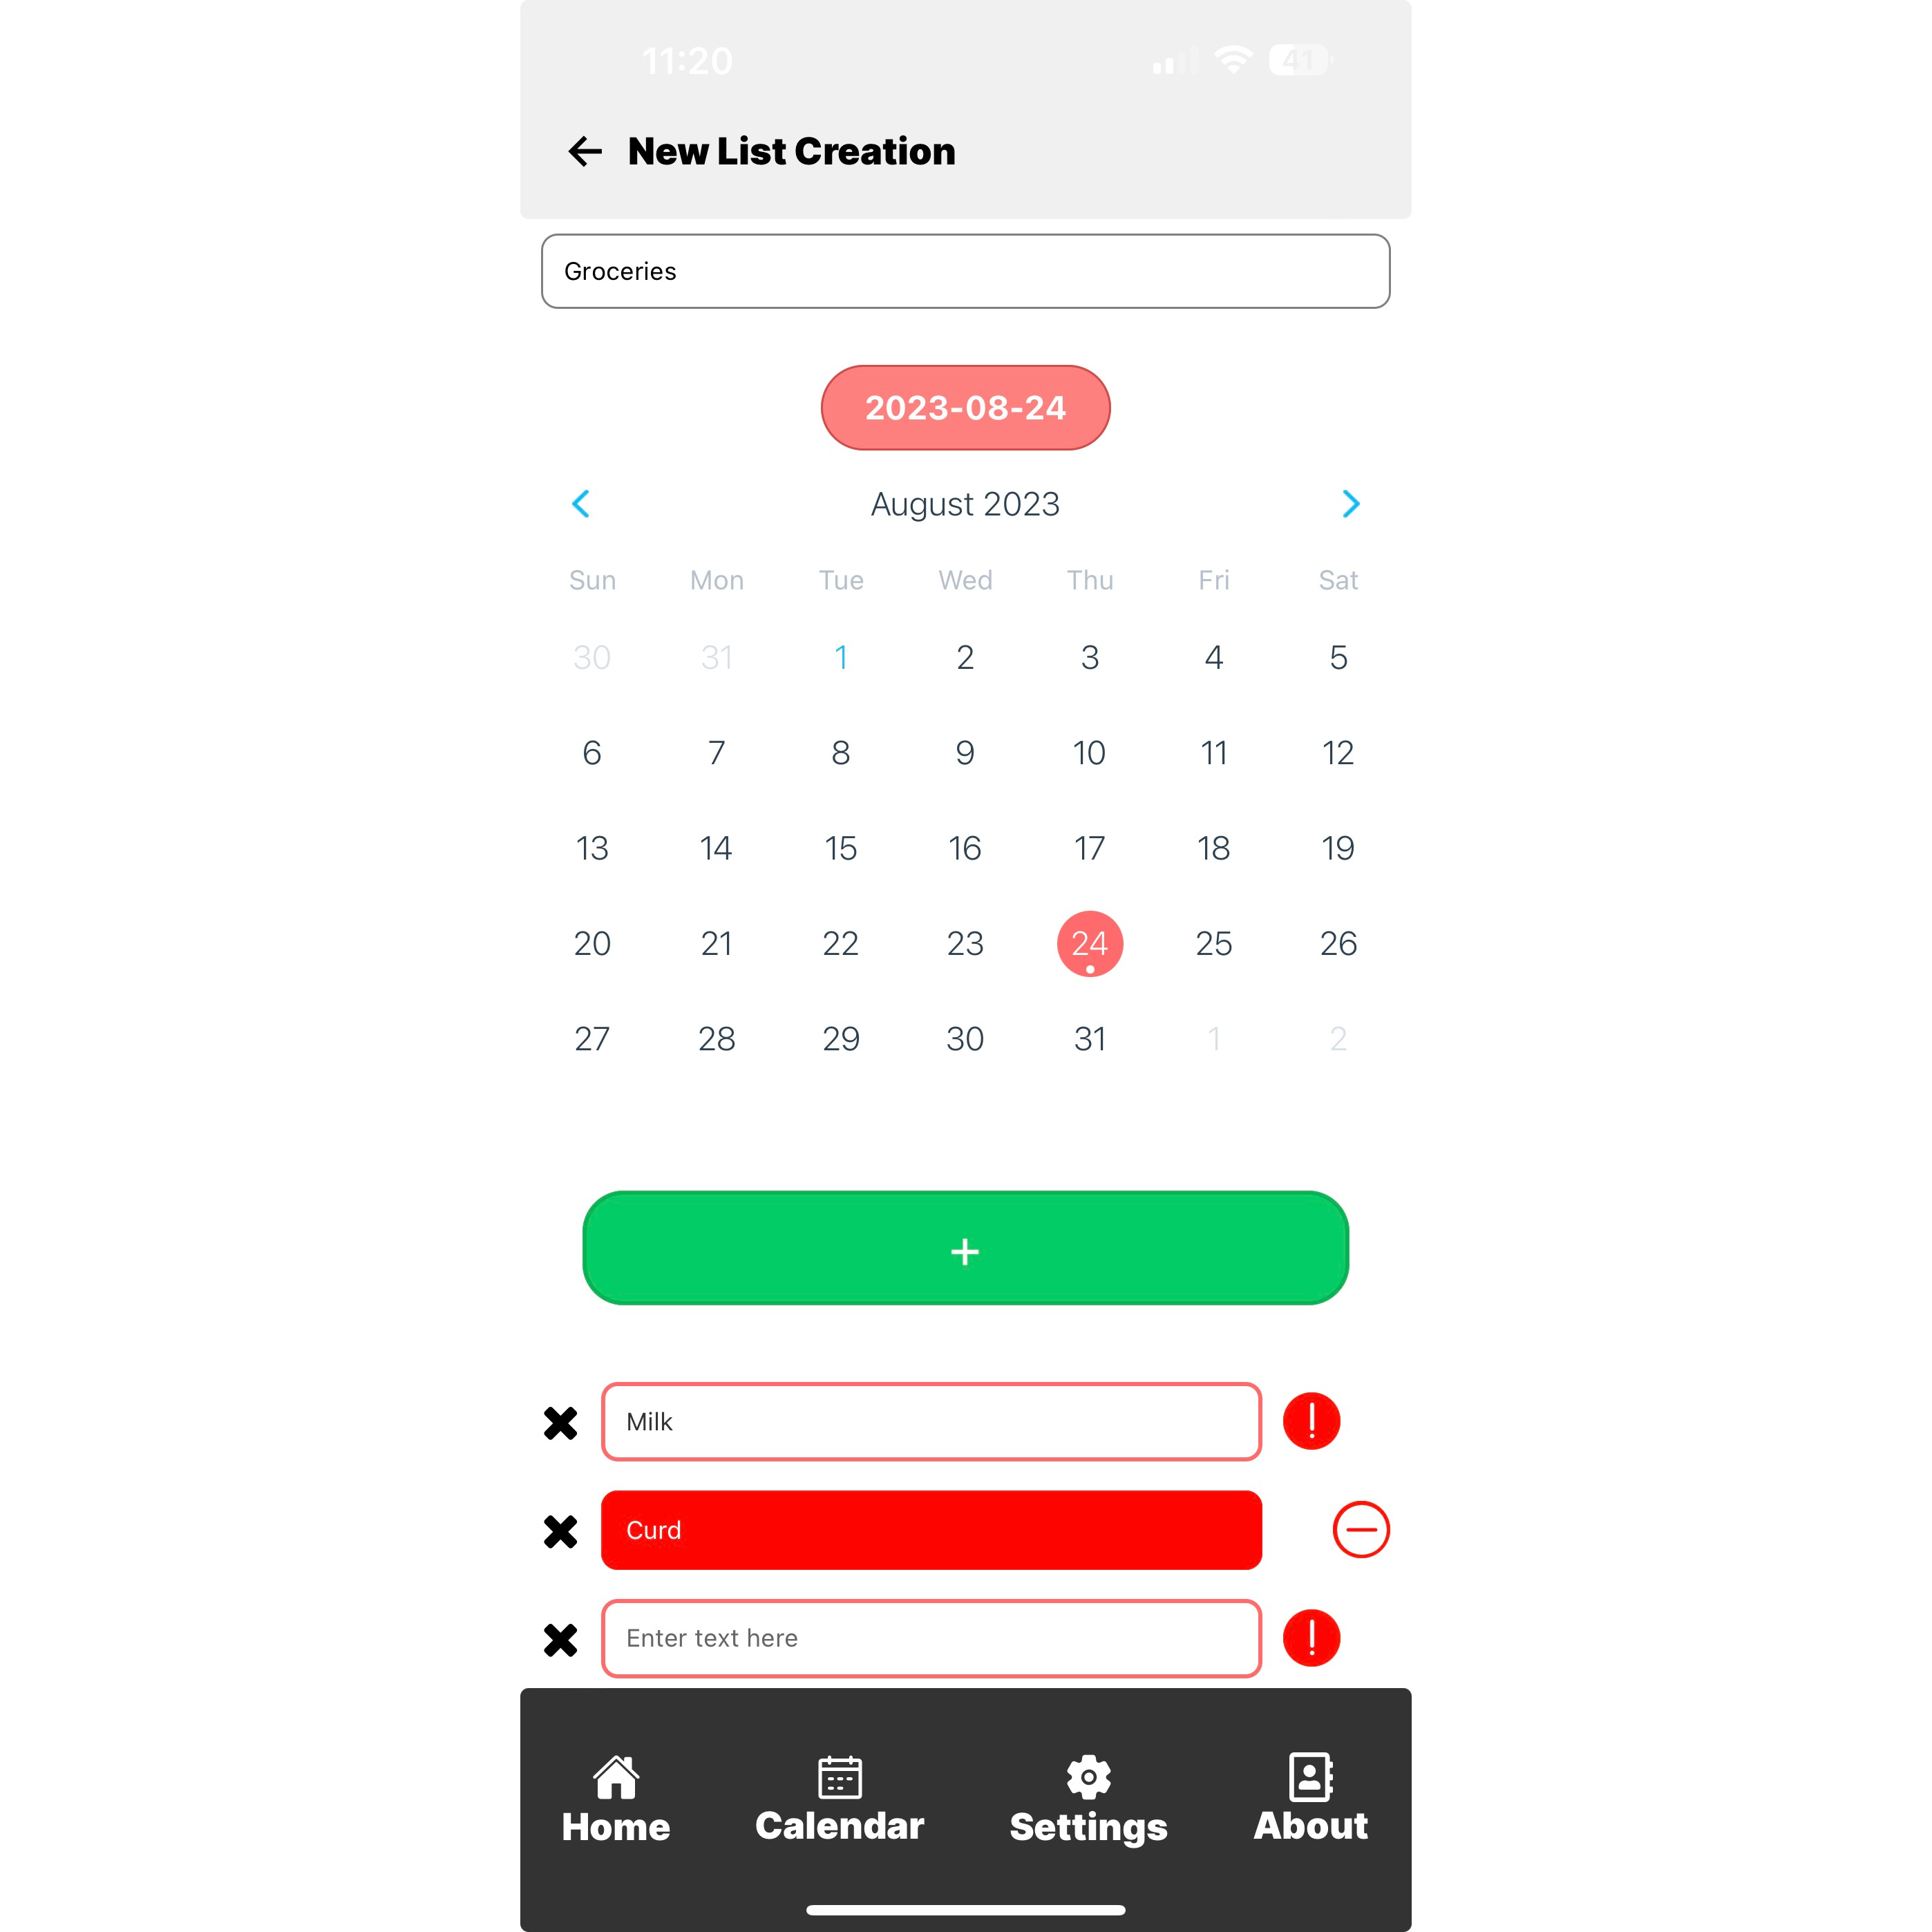 11:20 41
New List Creation
Groceries
2023-08-24
August 2023
Sun Mon Tue Wed Thu Fri Sat
30 31 1 2 3 4 5
6 7 8 9 10 11 12
13 14 15 16 17 18 19
20 21 22 23 24 25 26
27 28 29 30 31 1 2
+
Milk !
Curd
Enter text here !
Home Calendar Settings About